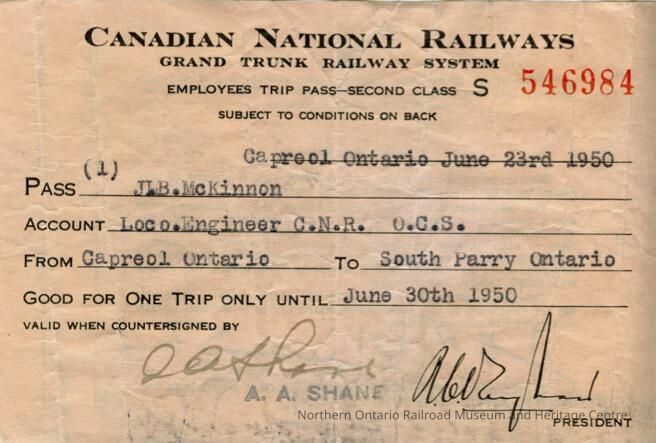 CANADIAN NATIONAL RAILWAYS
GRAND TRUNK RAILWAY SYSTEM
EMPLOYEES TRIP PASS—SECOND CLASS S 546984
SUBJECT TO CONDITIONS ON BACK
Capreol Ontario June 23rd 1950
(1)
PASS J.B.McKinnon
ACCOUNT Loco.Engineer C.N.R. O.C.S.
FROM Capreol Ontario TO South Parry Ontario
GOOD FOR ONE TRIP ONLY UNTIL June 30th 1950
VALID WHEN COUNTERSIGNED BY
A A Shane
A. A. SHANE
Northern Ontario Railroad Museum and Heritage Centre
PRESIDENT